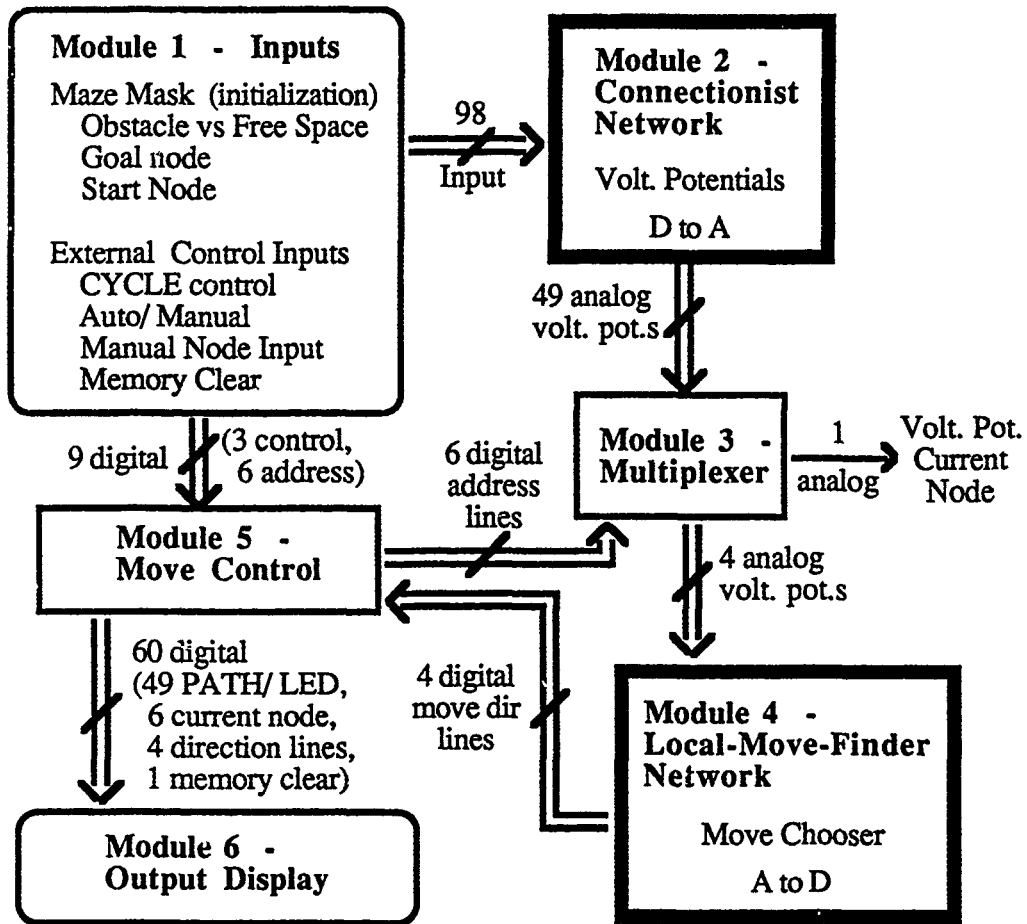 Module 1 - Inputs
Maze Mask (initialization)
Obstacle vs Free Space
Goal node
Start Node
External Control Inputs
CYCLE control
Auto/ Manual
Manual Node Input
Memory Clear
98
Input
Module 2 -
Connectionist
Network
Volt. Potentials
D to A
49 analog
volt. pot.s
9 digital
(3 control,
6 address)
6 digital
address
lines
Module 3 -
Multiplexer
1
analog
Volt. Pot.
Current
Node
Module 5 -
Move Control
4 analog
volt. pot.s
60 digital
(49 PATH/ LED,
6 current node,
4 direction lines,
1 memory clear)
4 digital
move dir
lines
Module 4 -
Local-Move-Finder
Network
Move Chooser
A to D
Module 6 -
Output Display